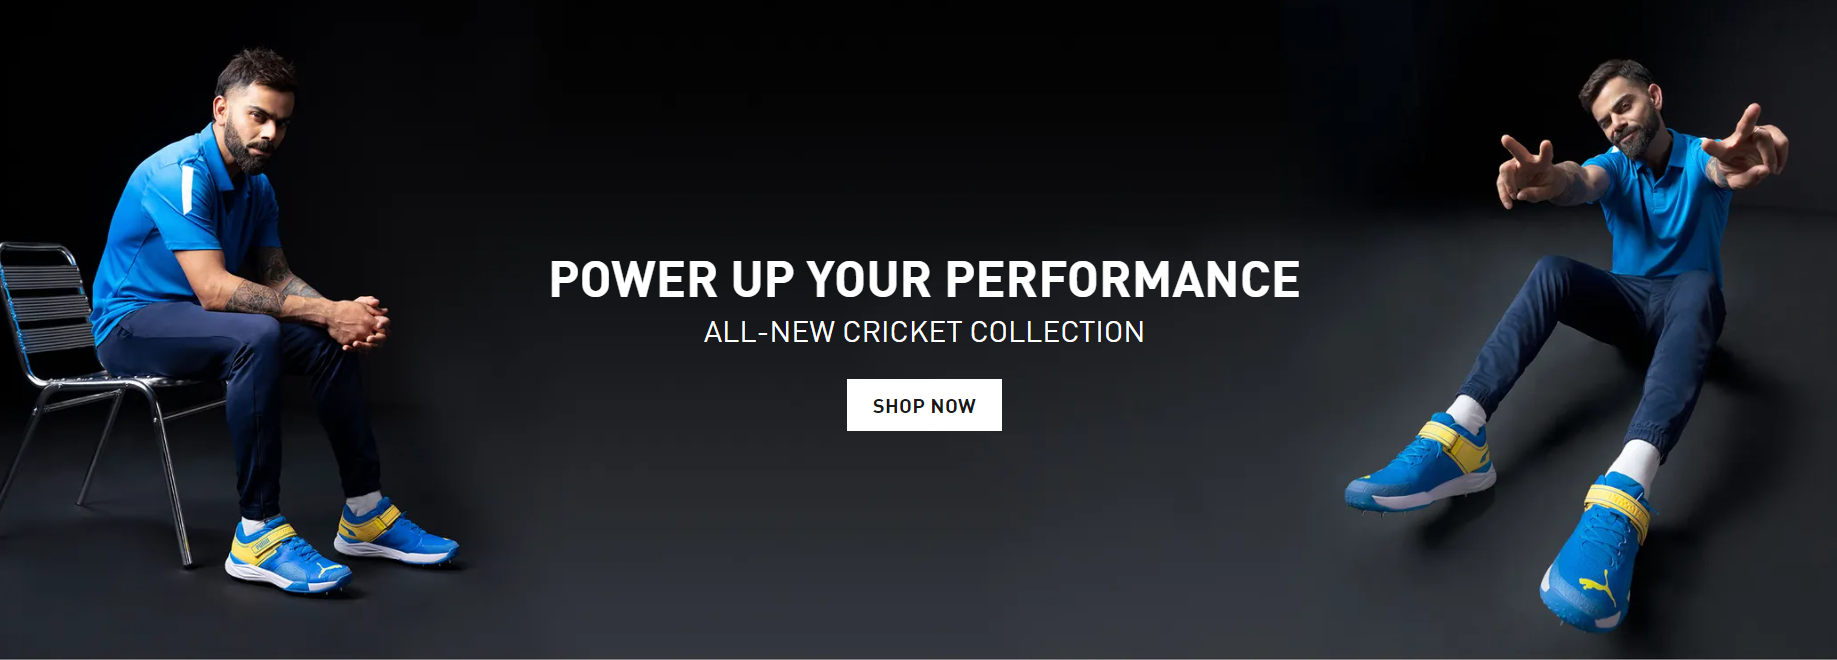 POWER UP YOUR PERFORMANCE
ALL-NEW CRICKET COLLECTION
SHOP NOW